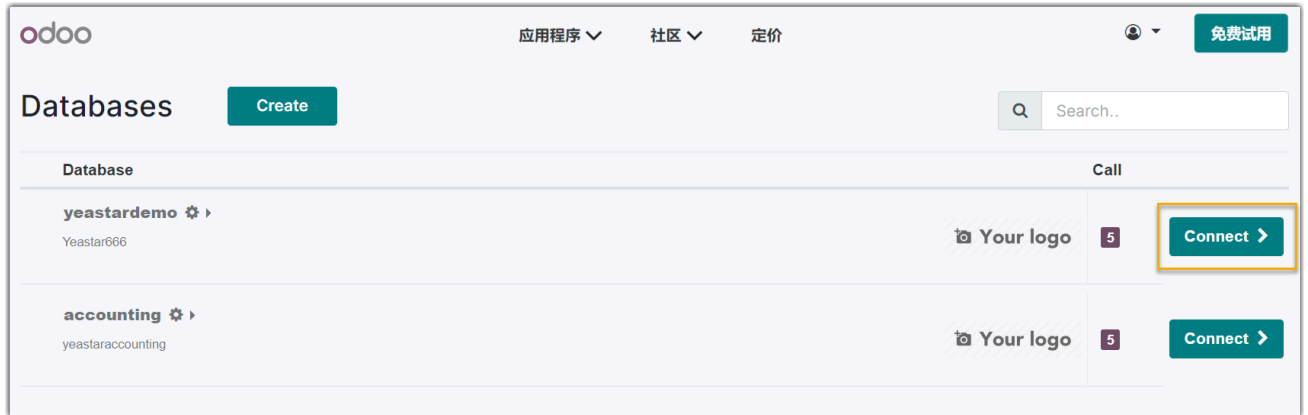 odoo 应用程序 社区 定价 免费试用
Databases Create Search..
Database Call
yeastardemo
Yeastar666
Your logo 5 Connect
accounting
yeastaraccounting
Your logo 5 Connect